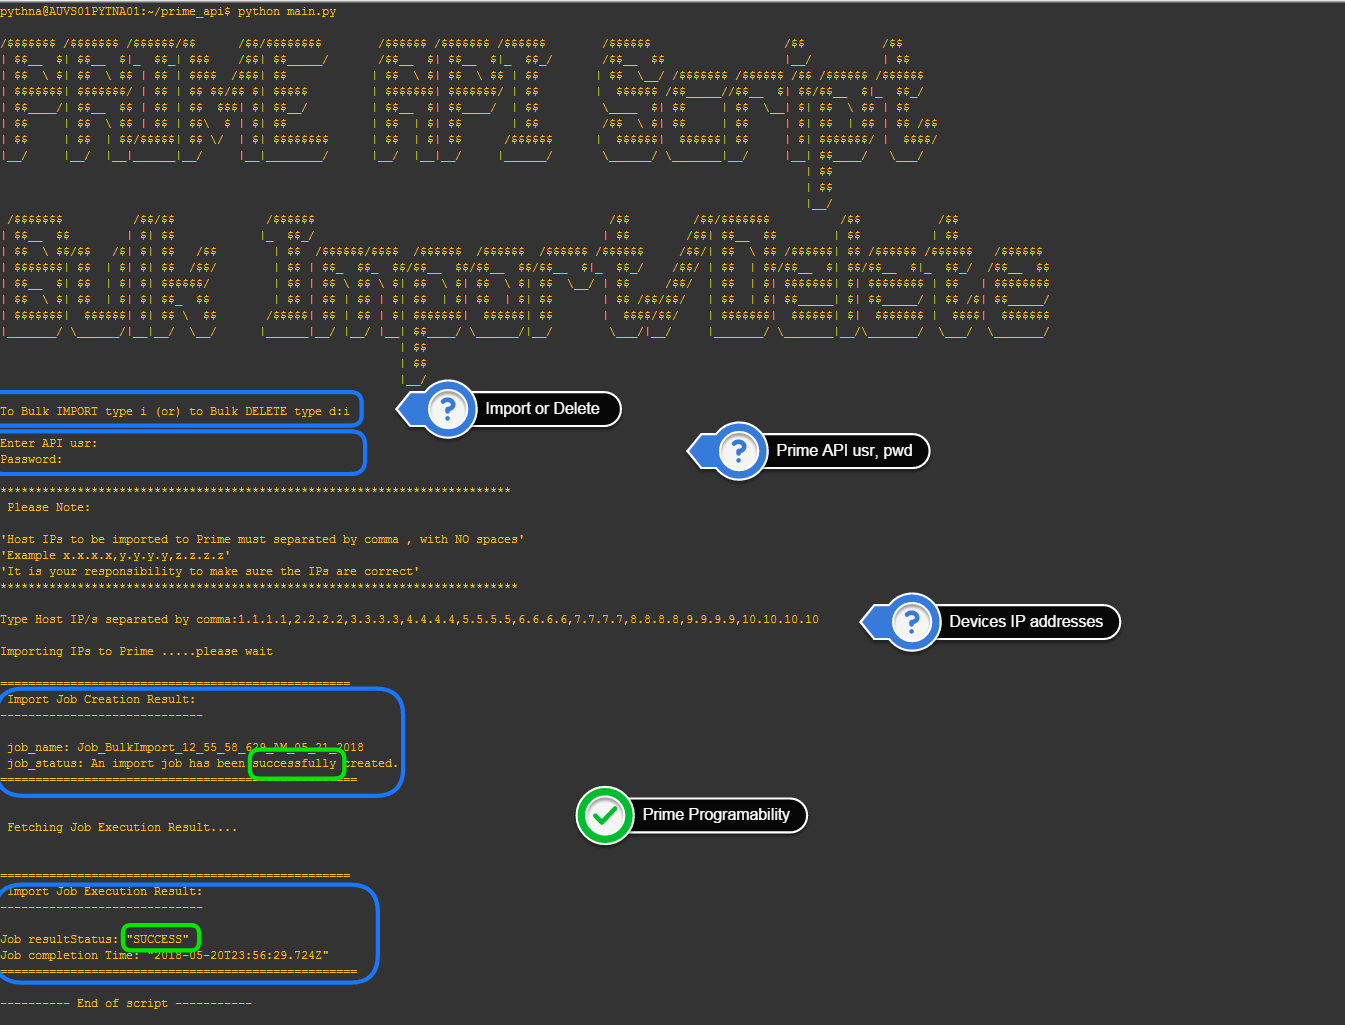 pythna@AUVS01PYTNA01:~/prime_api$ python main.py
PRIME API Script
Bulk Import/Delete
To Bulk IMPORT type i (or) to Bulk DELETE type d:i
Import or Delete
Enter API usr:
Password:
Prime API usr, pwd
*************************************************************************
Please Note:
'Host IPs to be imported to Prime must separated by comma , with NO spaces'
'Example x.x.x.x,y.y.y.y,z.z.z.z'
'It is your responsibility to make sure the IPs are correct'
**************************************************************************
Type Host IP/s separated by comma:1.1.1.1,2.2.2.2,3.3.3.3,4.4.4.4,5.5.5.5,6.6.6.6,7.7.7.7,8.8.8.8,9.9.9.9,10.10.10.10
Devices IP addresses
Importing IPs to Prime .....please wait
==================================================
Import Job Creation Result:
-----------------------------
job_name: Job_BulkImport_12_55_58_629_AM_05_21_2018
job_status: An import job has been successfully created.
===================================================
Prime Programability
Fetching Job Execution Result....
==================================================
Import Job Execution Result:
-----------------------------
Job resultStatus: "SUCCESS"
Job completion Time: "2018-05-20T23:56:29.724Z"
===================================================
---------- End of script -----------